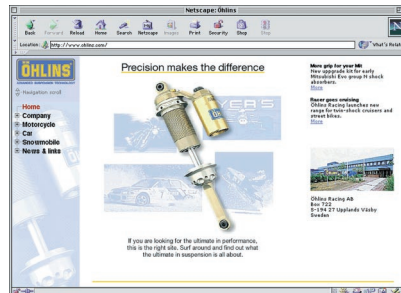 Netscape: Öhlins
Back Forward Reload Home Search Netscape Images Print Security Shop Stop
Location: http://www.ohlins.com/ What's Relat
ÖHLINS
Navigation scroll
Home
Company
Motorcycle
Car
Snowmobile
News & links
Precision makes the difference
If you are looking for the ultimate in performance,
this is the right site. Surf around and find out what
the ultimate in suspension is all about.
More grip for your Mit
New uppgrade kit for early
Mitsubishi Evo group N shock
absorbers.
More
Racer goes cruising
Öhlins Racing launches new
range for twin-shock cruisers and
street bikes.
More
Öhlins Racing AB
Box 722
S-194 27 Upplands Väsby
Sweden